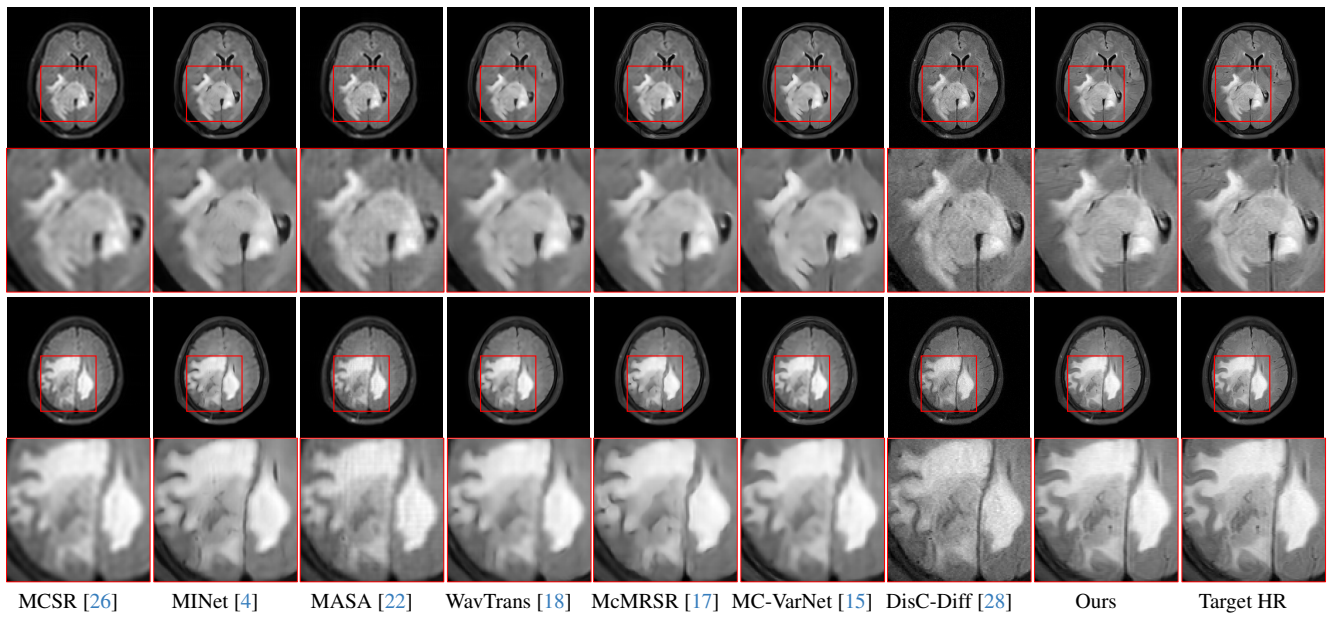 MCSR [26] MINet [4] MASA [22] WavTrans [18] McMRSR [17] MC-VarNet [15] DisC-Diff [28] Ours Target HR